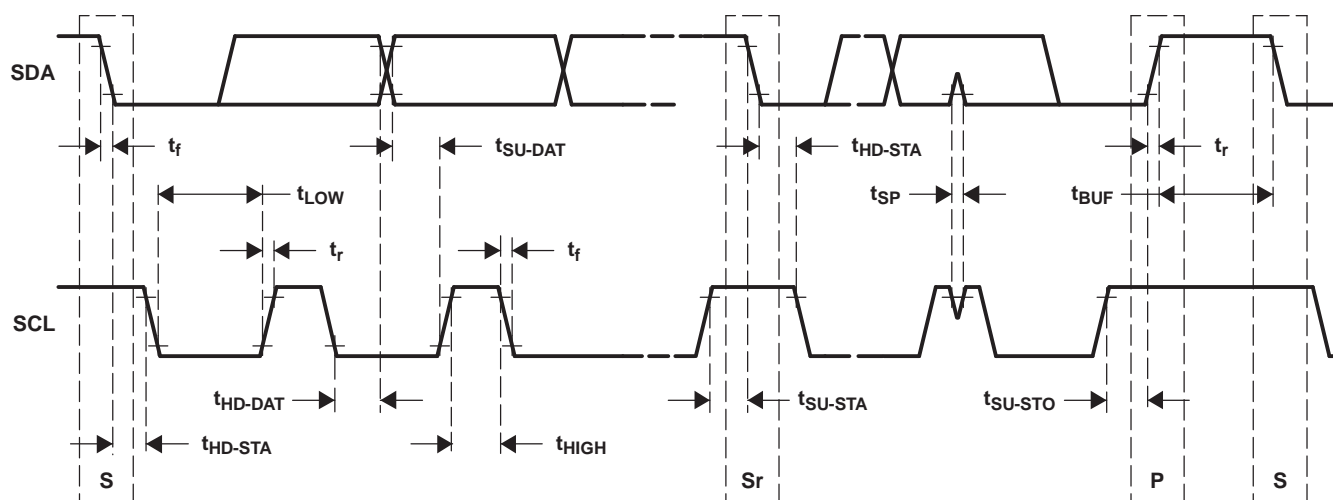 SDA
t_f
t_SU-DAT
t_HD-STA
t_r
t_LOW
t_SP
t_BUF
t_r
t_f
SCL
t_HD-DAT
t_SU-STA
t_SU-STO
t_HD-STA
t_HIGH
S
Sr
P
S